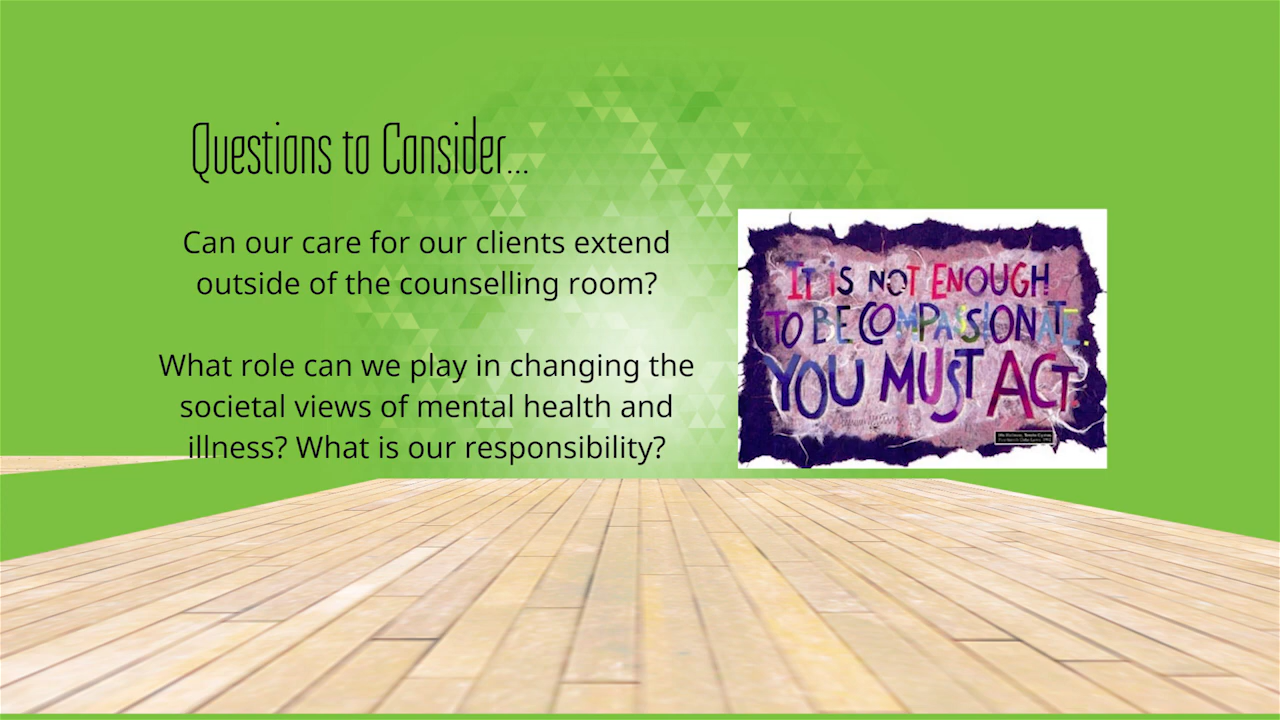 Questions to Consider...
Can our care for our clients extend
outside of the counselling room?
What role can we play in changing the
societal views of mental health and
illness? What is our responsibility?
IT IS NOT ENOUGH
TO BE COMPASSIONATE.
YOU MUST ACT.